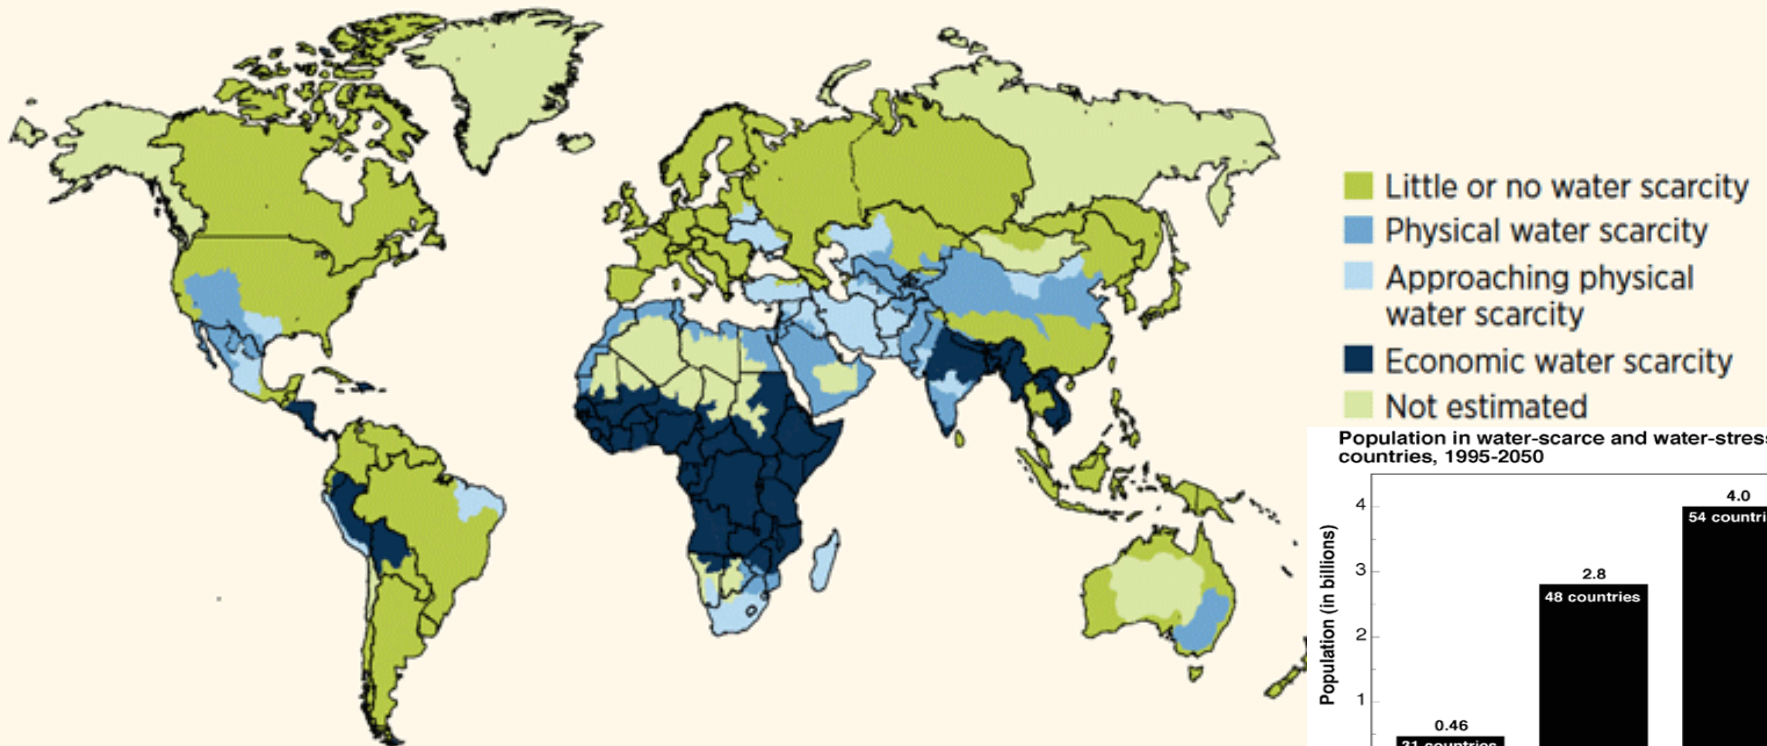 Little or no water scarcity
Physical water scarcity
Approaching physical
water scarcity
Economic water scarcity
Not estimated
Population in water-scarce and water-stress
countries, 1995-2050
Population (in billions)
4
3
2
1
4.0
54 countri
2.8
48 countries
0.46
31 countries